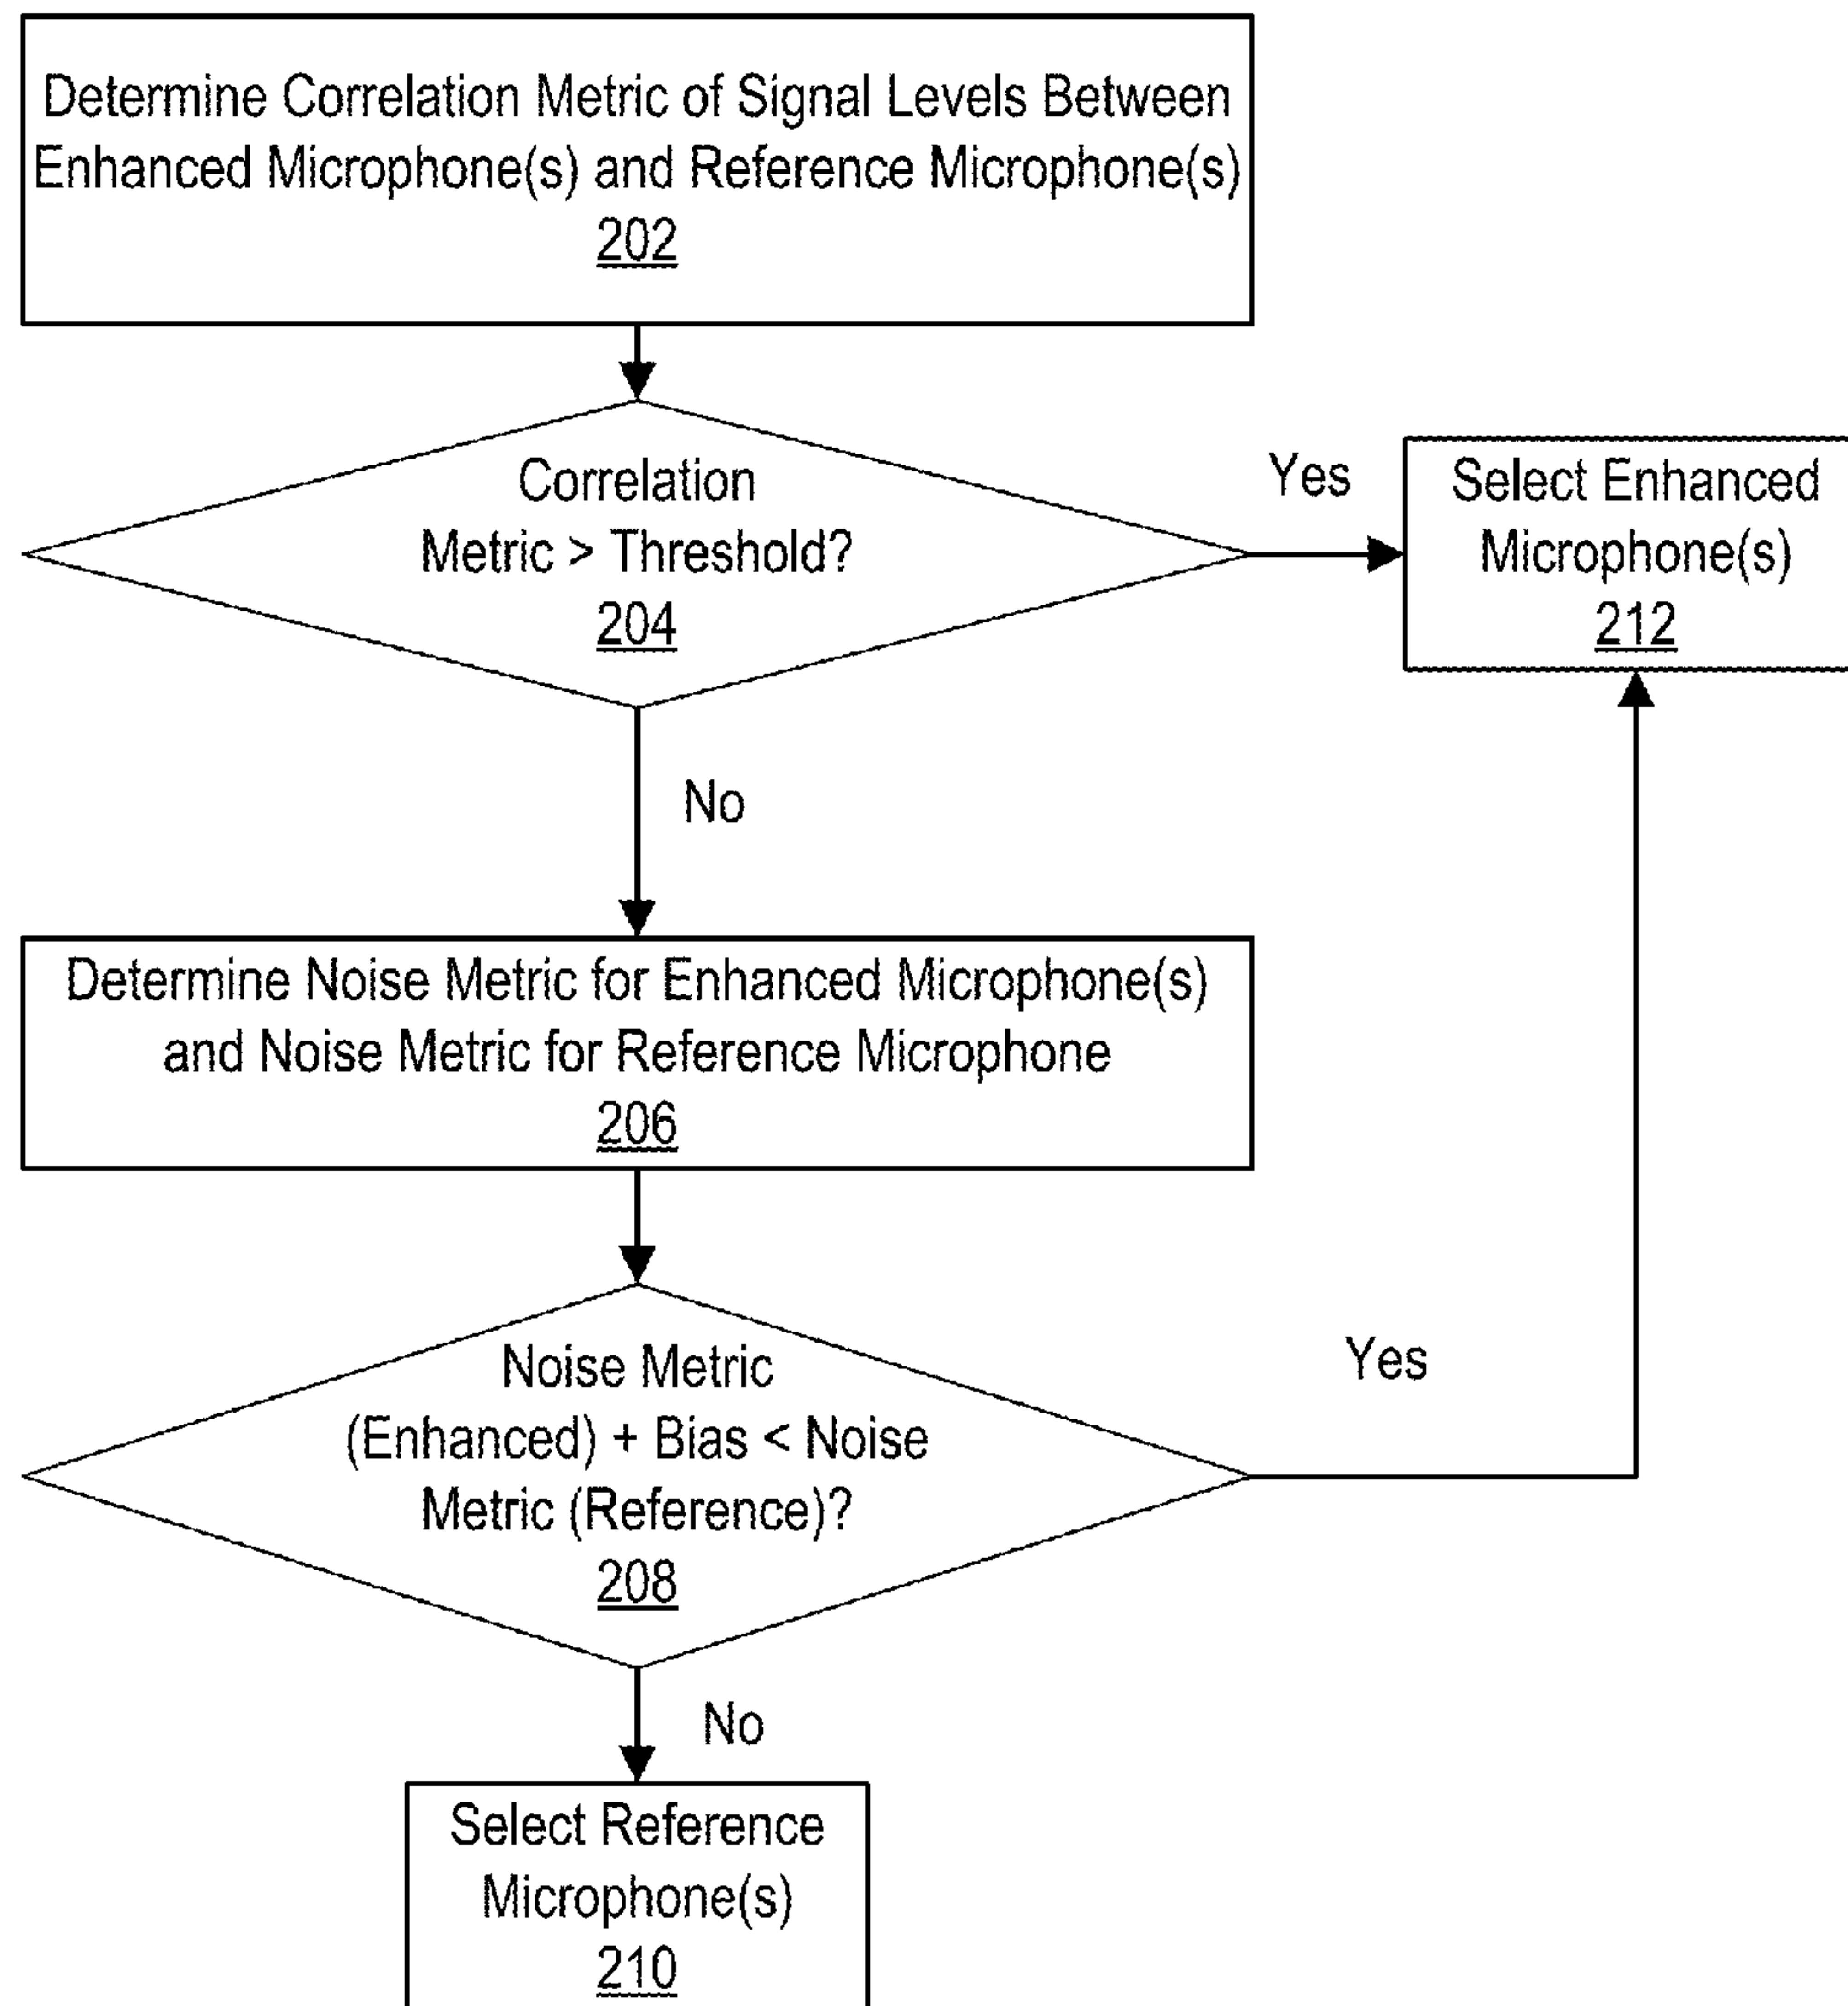 Determine Correlation Metric of Signal Levels Between
Enhanced Microphone(s) and Reference Microphone(s)
202
Correlation
Metric > Threshold?
204
Yes
Select Enhanced
Microphone(s)
212
No
Determine Noise Metric for Enhanced Microphone(s)
and Noise Metric for Reference Microphone
206
Noise Metric
(Enhanced) + Bias < Noise
Metric (Reference)?
208
Yes
No
Select Reference
Microphone(s)
210